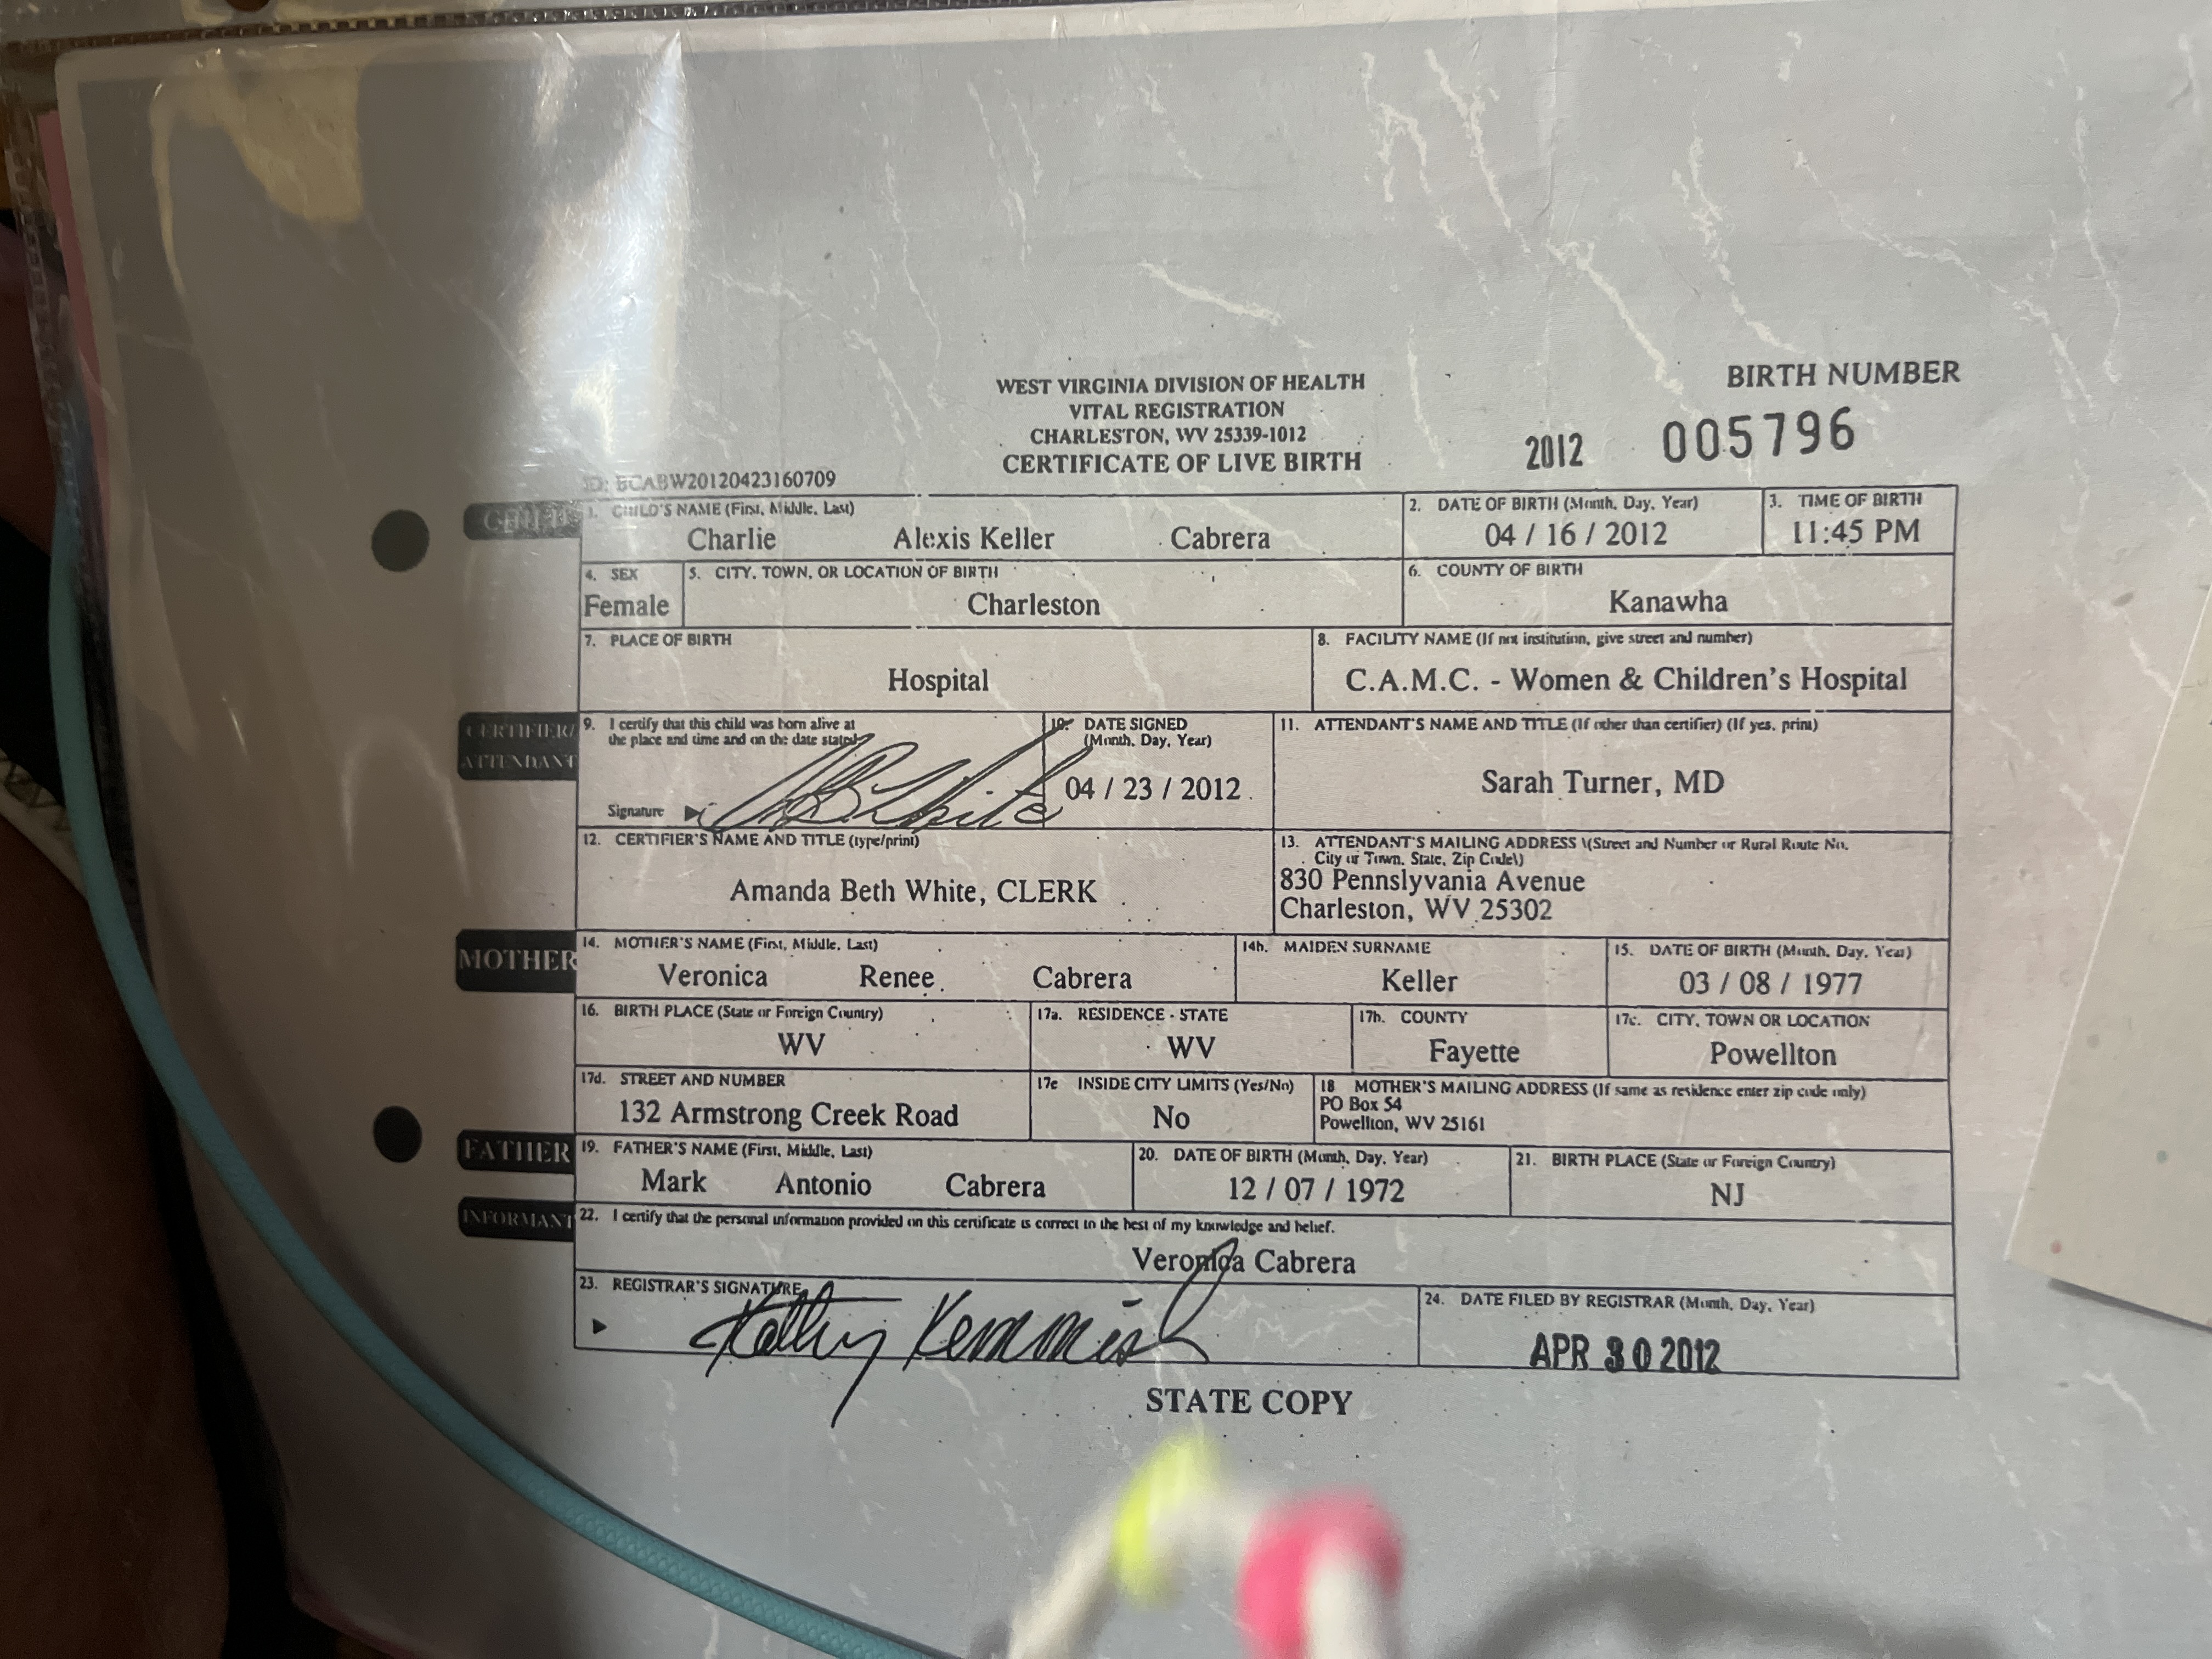 WEST VIRGINIA DIVISION OF HEALTH
VITAL REGISTRATION
CHARLESTON, WV 25339-1012
CERTIFICATE OF LIVE BIRTH
BIRTH NUMBER
2012 005796
ID: BCABW20120423160709
CHILD
1. CHILD'S NAME (First, Middle, Last)
Charlie Alexis Keller Cabrera
2. DATE OF BIRTH (Month, Day, Year)
04 / 16 / 2012
3. TIME OF BIRTH
11:45 PM
4. SEX
Female
5. CITY, TOWN, OR LOCATION OF BIRTH
Charleston
6. COUNTY OF BIRTH
Kanawha
7. PLACE OF BIRTH
Hospital
8. FACILITY NAME (If not institution, give street and number)
C.A.M.C. - Women & Children's Hospital
CERTIFIER/
ATTENDANT
9. I certify that this child was born alive at
the place and time and on the date stated
Signature
10. DATE SIGNED
(Month, Day, Year)
04 / 23 / 2012
11. ATTENDANT'S NAME AND TITLE (If other than certifier) (If yes, print)
Sarah Turner, MD
12. CERTIFIER'S NAME AND TITLE (type/print)
Amanda Beth White, CLERK
13. ATTENDANT'S MAILING ADDRESS \(Street and Number or Rural Route No.
City or Town, State, Zip Code\)
830 Pennslyvania Avenue
Charleston, WV 25302
MOTHER
14. MOTHER'S NAME (First, Middle, Last)
Veronica Renee Cabrera
14b. MAIDEN SURNAME
Keller
15. DATE OF BIRTH (Month, Day, Year)
03 / 08 / 1977
16. BIRTH PLACE (State or Foreign Country)
WV
17a. RESIDENCE - STATE
WV
17b. COUNTY
Fayette
17c. CITY, TOWN OR LOCATION
Powellton
17d. STREET AND NUMBER
132 Armstrong Creek Road
17e INSIDE CITY LIMITS (Yes/No)
No
18 MOTHER'S MAILING ADDRESS (If same as residence enter zip code only)
PO Box 54
Powellton, WV 25161
FATHER
19. FATHER'S NAME (First, Middle, Last)
Mark Antonio Cabrera
20. DATE OF BIRTH (Month, Day, Year)
12 / 07 / 1972
21. BIRTH PLACE (State or Foreign Country)
NJ
INFORMANT
22. I certify that the personal information provided on this certificate is correct to the best of my knowledge and belief.
Veronica Cabrera
23. REGISTRAR'S SIGNATURE
24. DATE FILED BY REGISTRAR (Month, Day, Year)
APR 30 2012
STATE COPY